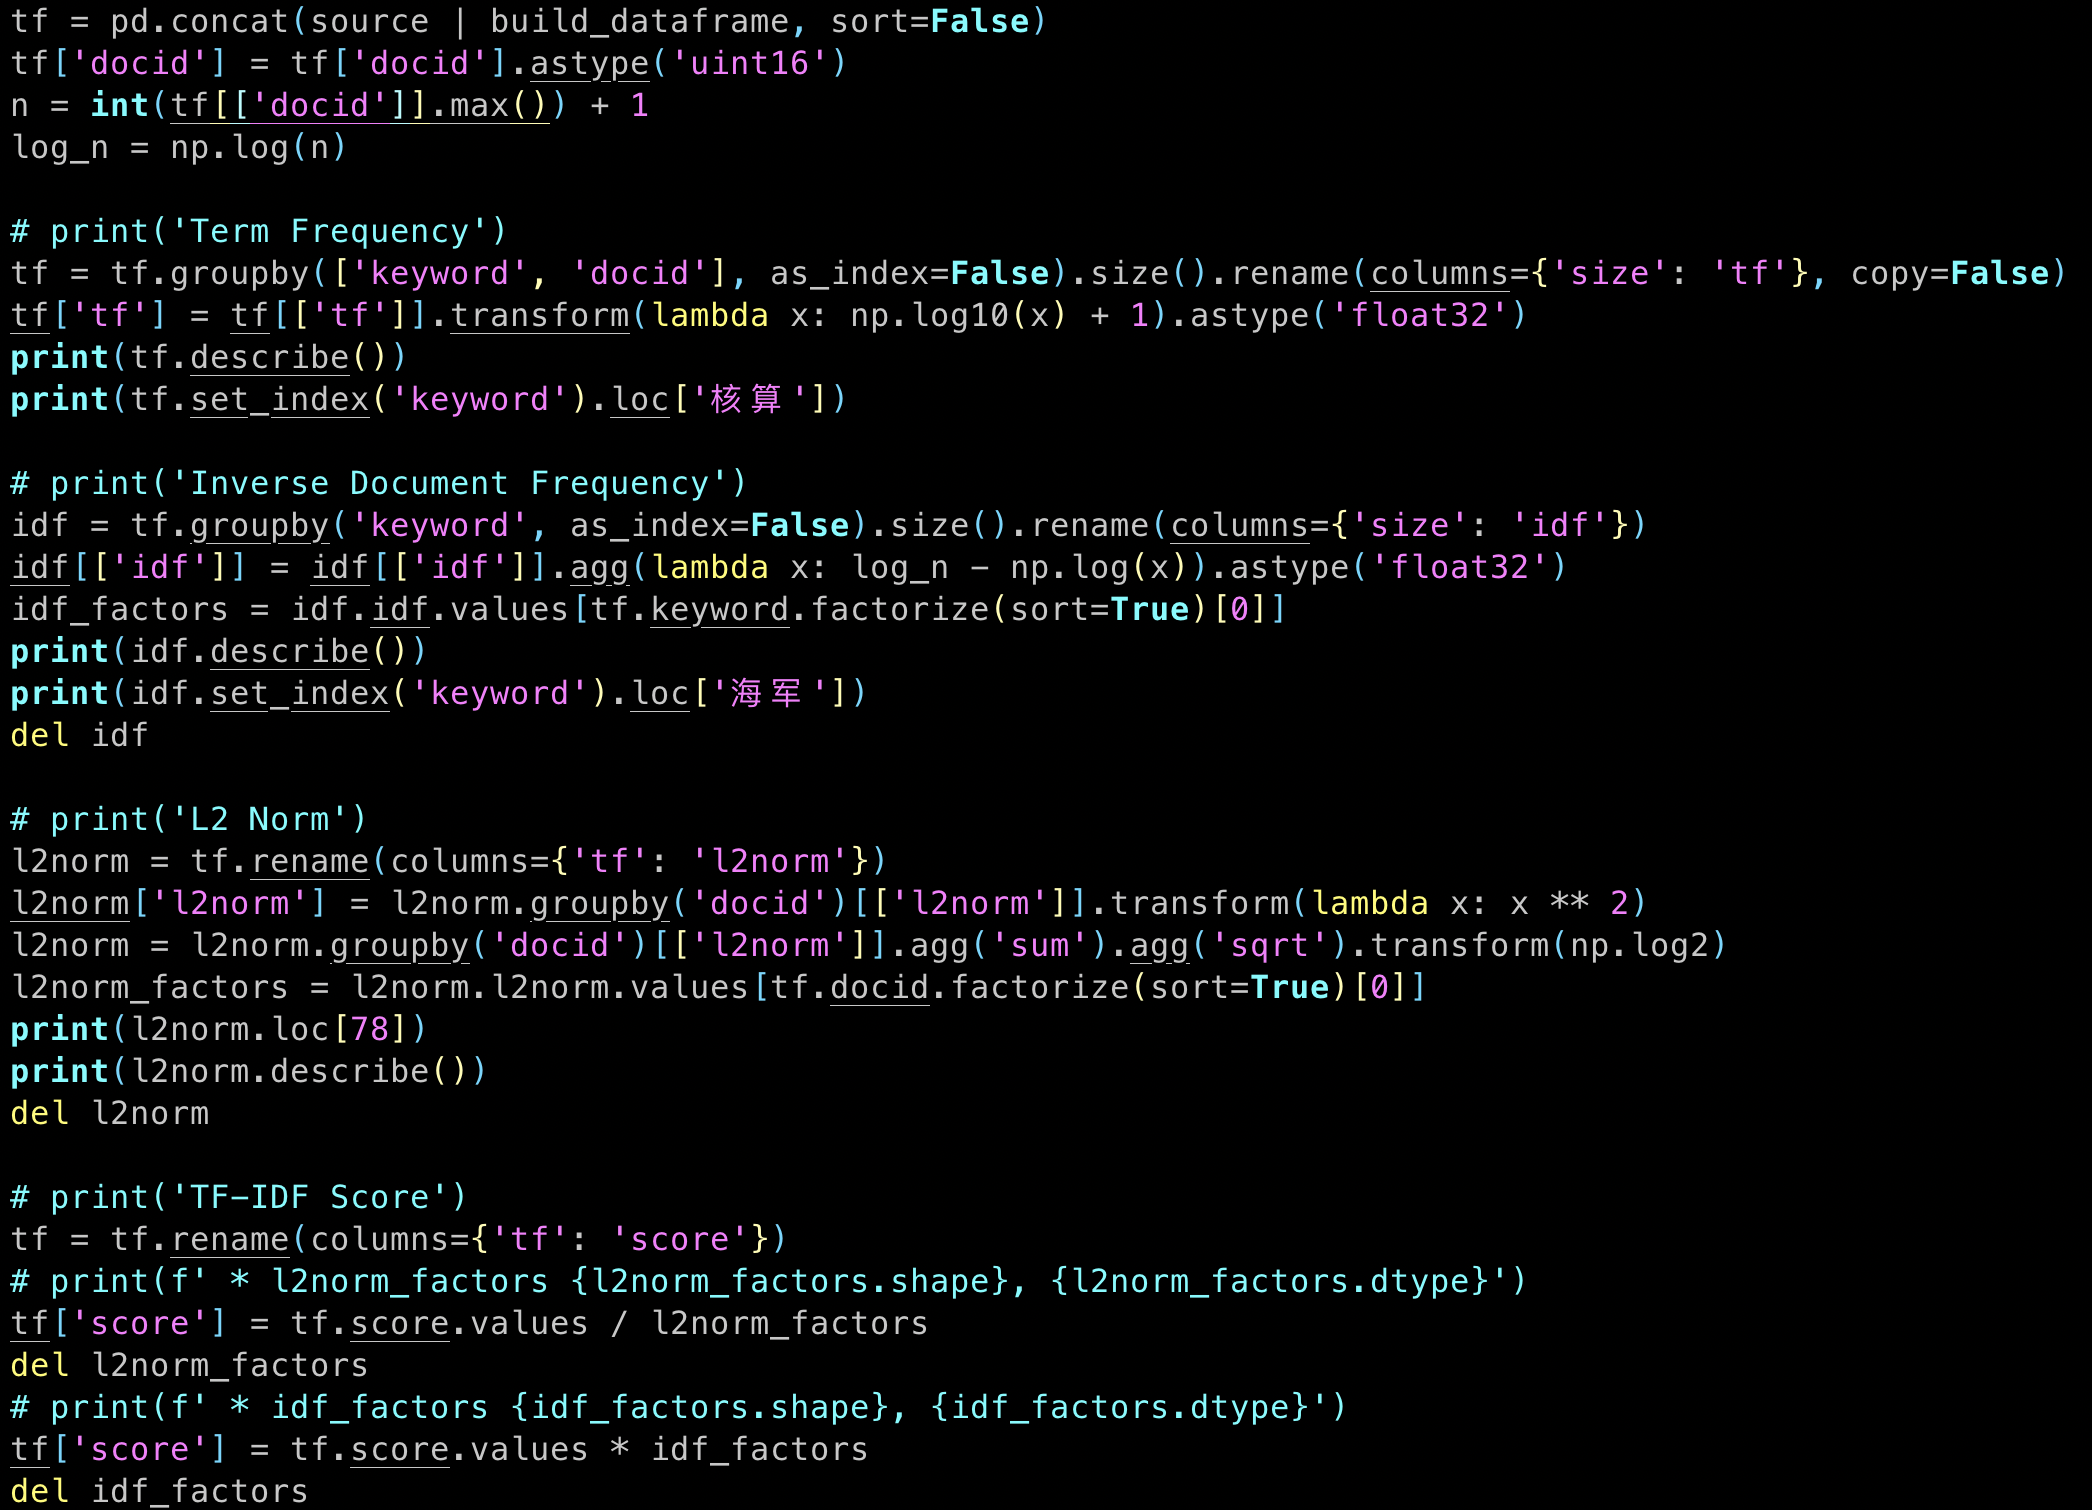 tf = pd.concat(source | build_dataframe, sort=False)
tf['docid'] = tf['docid'].astype('uint16')
n = int(tf[['docid']].max()) + 1
log_n = np.log(n)
# print('Term Frequency')
tf = tf.groupby(['keyword', 'docid'], as_index=False).size().rename(columns={'size': 'tf'}, copy=False)
tf['tf'] = tf[['tf']].transform(lambda x: np.log10(x) + 1).astype('float32')
print(tf.describe())
print(tf.set_index('keyword').loc['核算'])
# print('Inverse Document Frequency')
idf = tf.groupby('keyword', as_index=False).size().rename(columns={'size': 'idf'})
idf[['idf']] = idf[['idf']].agg(lambda x: log_n - np.log(x)).astype('float32')
idf_factors = idf.idf.values[tf.keyword.factorize(sort=True)[0]]
print(idf.describe())
print(idf.set_index('keyword').loc['海军'])
del idf
# print('L2 Norm')
l2norm = tf.rename(columns={'tf': 'l2norm'})
l2norm['l2norm'] = l2norm.groupby('docid')[['l2norm']].transform(lambda x: x ** 2)
l2norm = l2norm.groupby('docid')[['l2norm']].agg('sum').agg('sqrt').transform(np.log2)
l2norm_factors = l2norm.l2norm.values[tf.docid.factorize(sort=True)[0]]
print(l2norm.loc[78])
print(l2norm.describe())
del l2norm
# print('TF-IDF Score')
tf = tf.rename(columns={'tf': 'score'})
# print(f' * l2norm_factors {l2norm_factors.shape}, {l2norm_factors.dtype}')
tf['score'] = tf.score.values / l2norm_factors
del l2norm_factors
# print(f' * idf_factors {idf_factors.shape}, {idf_factors.dtype}')
tf['score'] = tf.score.values * idf_factors
del idf_factors